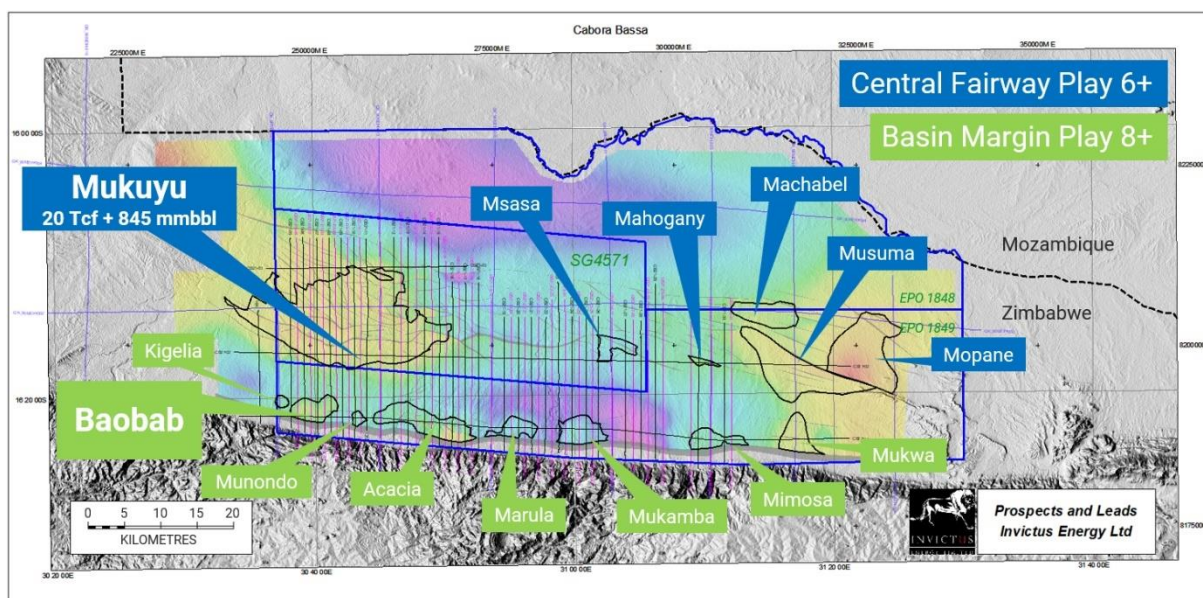 Cabora Bassa
225000M E
250000M E
275000M E
300000M E
325000M E
350000M E
Central Fairway Play 6+
Basin Margin Play 8+
16 00 00S
8225000
Mukuyu
20 Tcf + 845 mmbbl
Msasa
Mahogany
Machabel
Musuma
Mozambique
SG4571
EPO 1848
Zimbabwe
EPO 1849
Mopane
Kigelia
16 20 00S
Baobab
Munondo
Acacia
Marula
Mukamba
Mimosa
Mukwa
0 5 10 15 20
KILOMETRES
INVICTUS
Prospects and Leads
Invictus Energy Ltd
30 20 00E
30 40 00E
31 00 00E
31 20 00E
31 40 00E